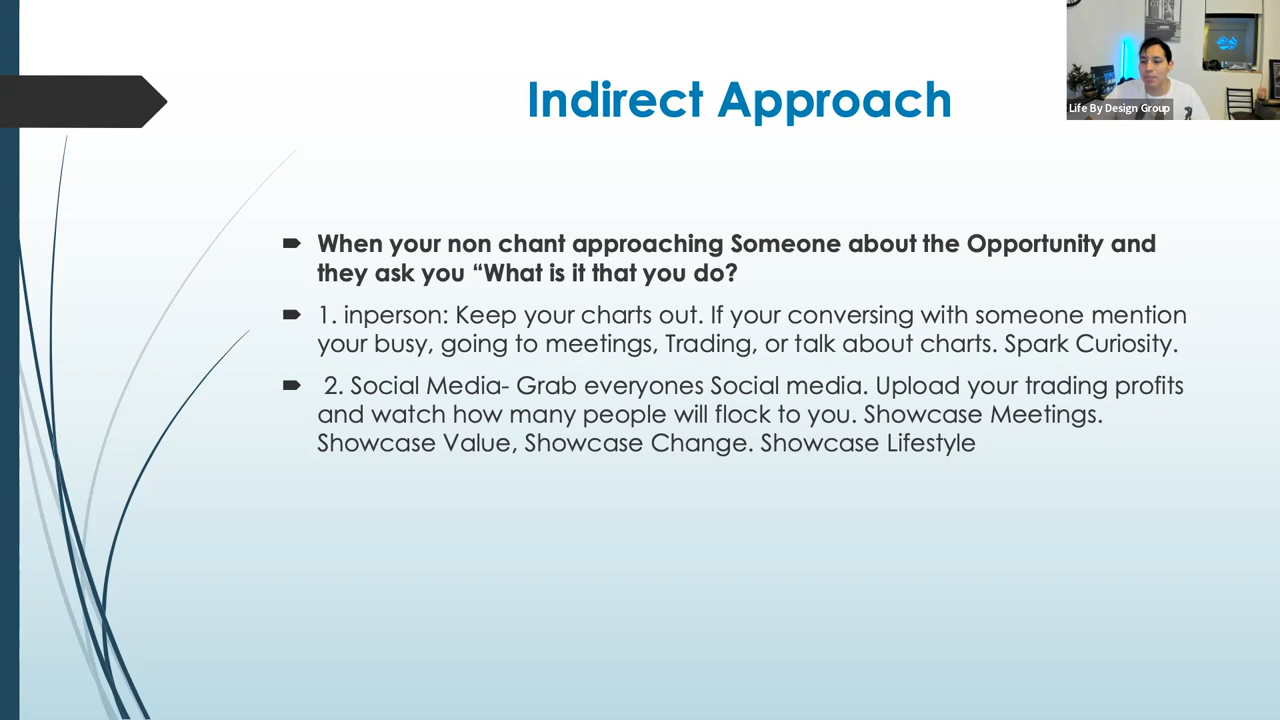 Indirect Approach
Life By Design Group
When your non chant approaching Someone about the Opportunity and
they ask you “What is it that you do?
1. inperson: Keep your charts out. If your conversing with someone mention
your busy, going to meetings, Trading, or talk about charts. Spark Curiosity.
2. Social Media- Grab everyones Social media. Upload your trading profits
and watch how many people will flock to you. Showcase Meetings.
Showcase Value, Showcase Change. Showcase Lifestyle